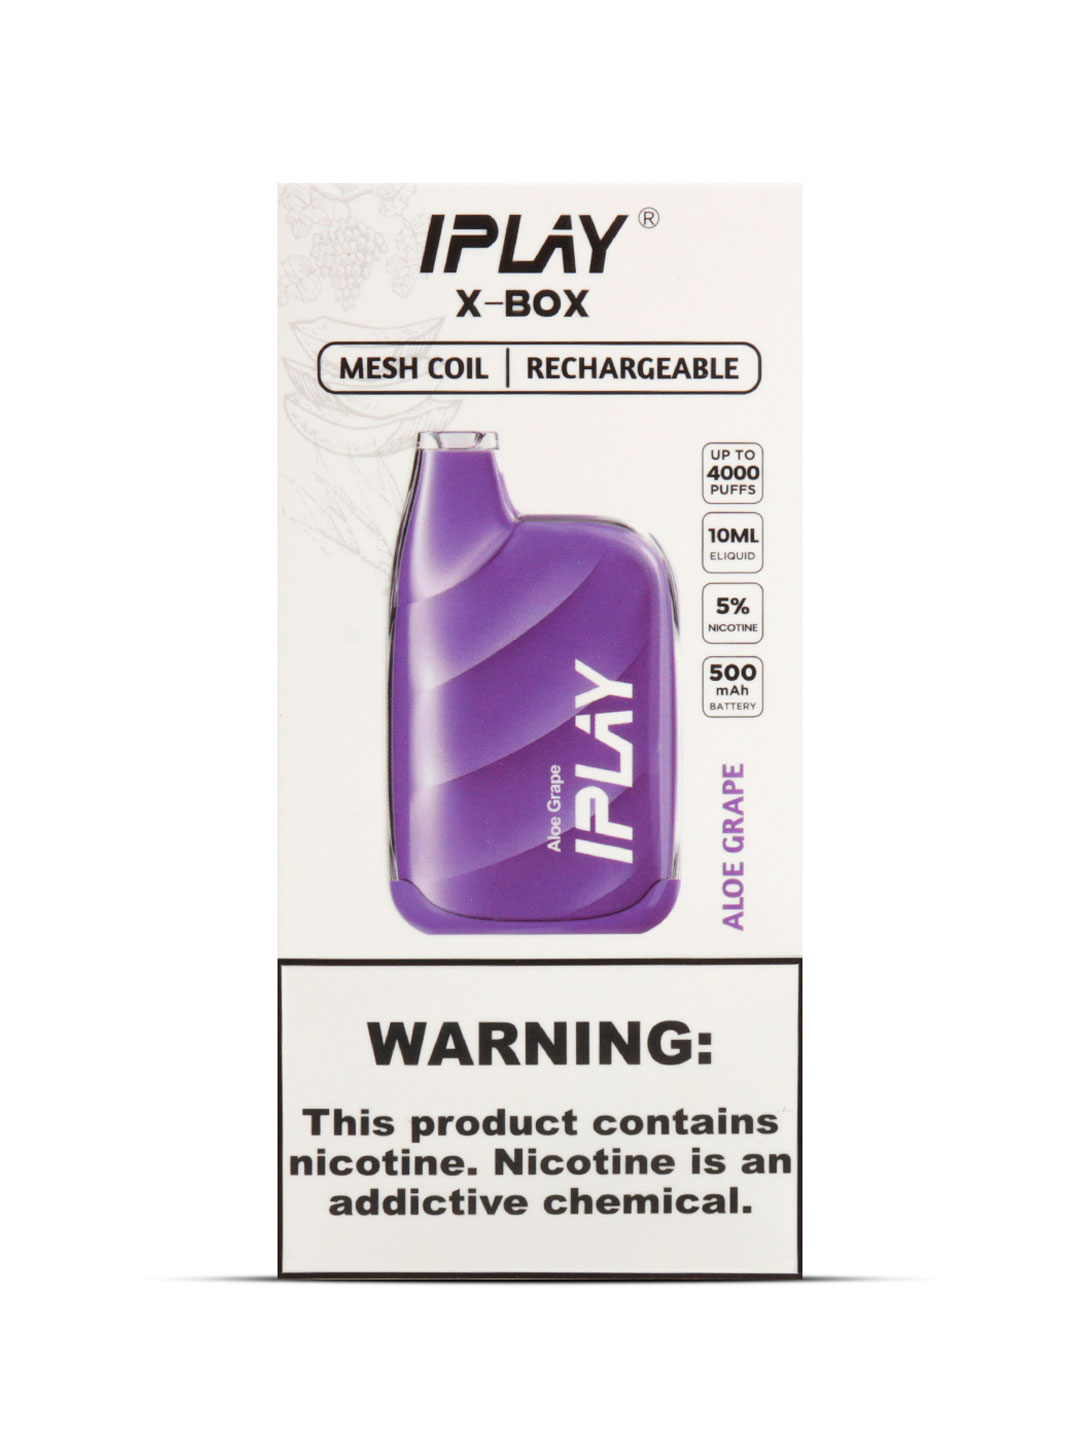 IPLAY ®
X-BOX
MESH COIL | RECHARGEABLE
UP TO
4000
PUFFS
10ML
ELIQUID
5%
NICOTINE
500
mAh
BATTERY
Aloe Grape
IPLAY
ALOE GRAPE
WARNING:
This product contains
nicotine. Nicotine is an
addictive chemical.